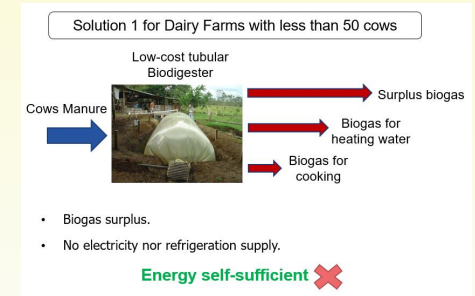 Solution 1 for Dairy Farms with less than 50 cows
Low-cost tubular
Biodigester
Cows Manure
Surplus biogas
Biogas for
heating water
Biogas for
cooking
• Biogas surplus.
• No electricity nor refrigeration supply.
Energy self-sufficient